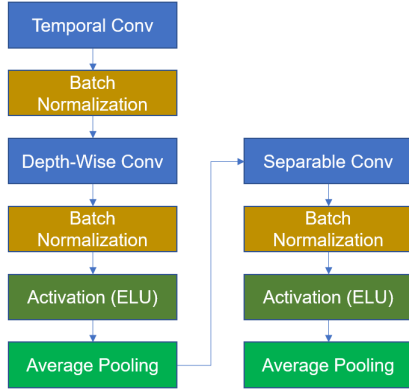 Temporal Conv
Batch
Normalization
Depth-Wise Conv
Batch
Normalization
Activation (ELU)
Average Pooling
Separable Conv
Batch
Normalization
Activation (ELU)
Average Pooling